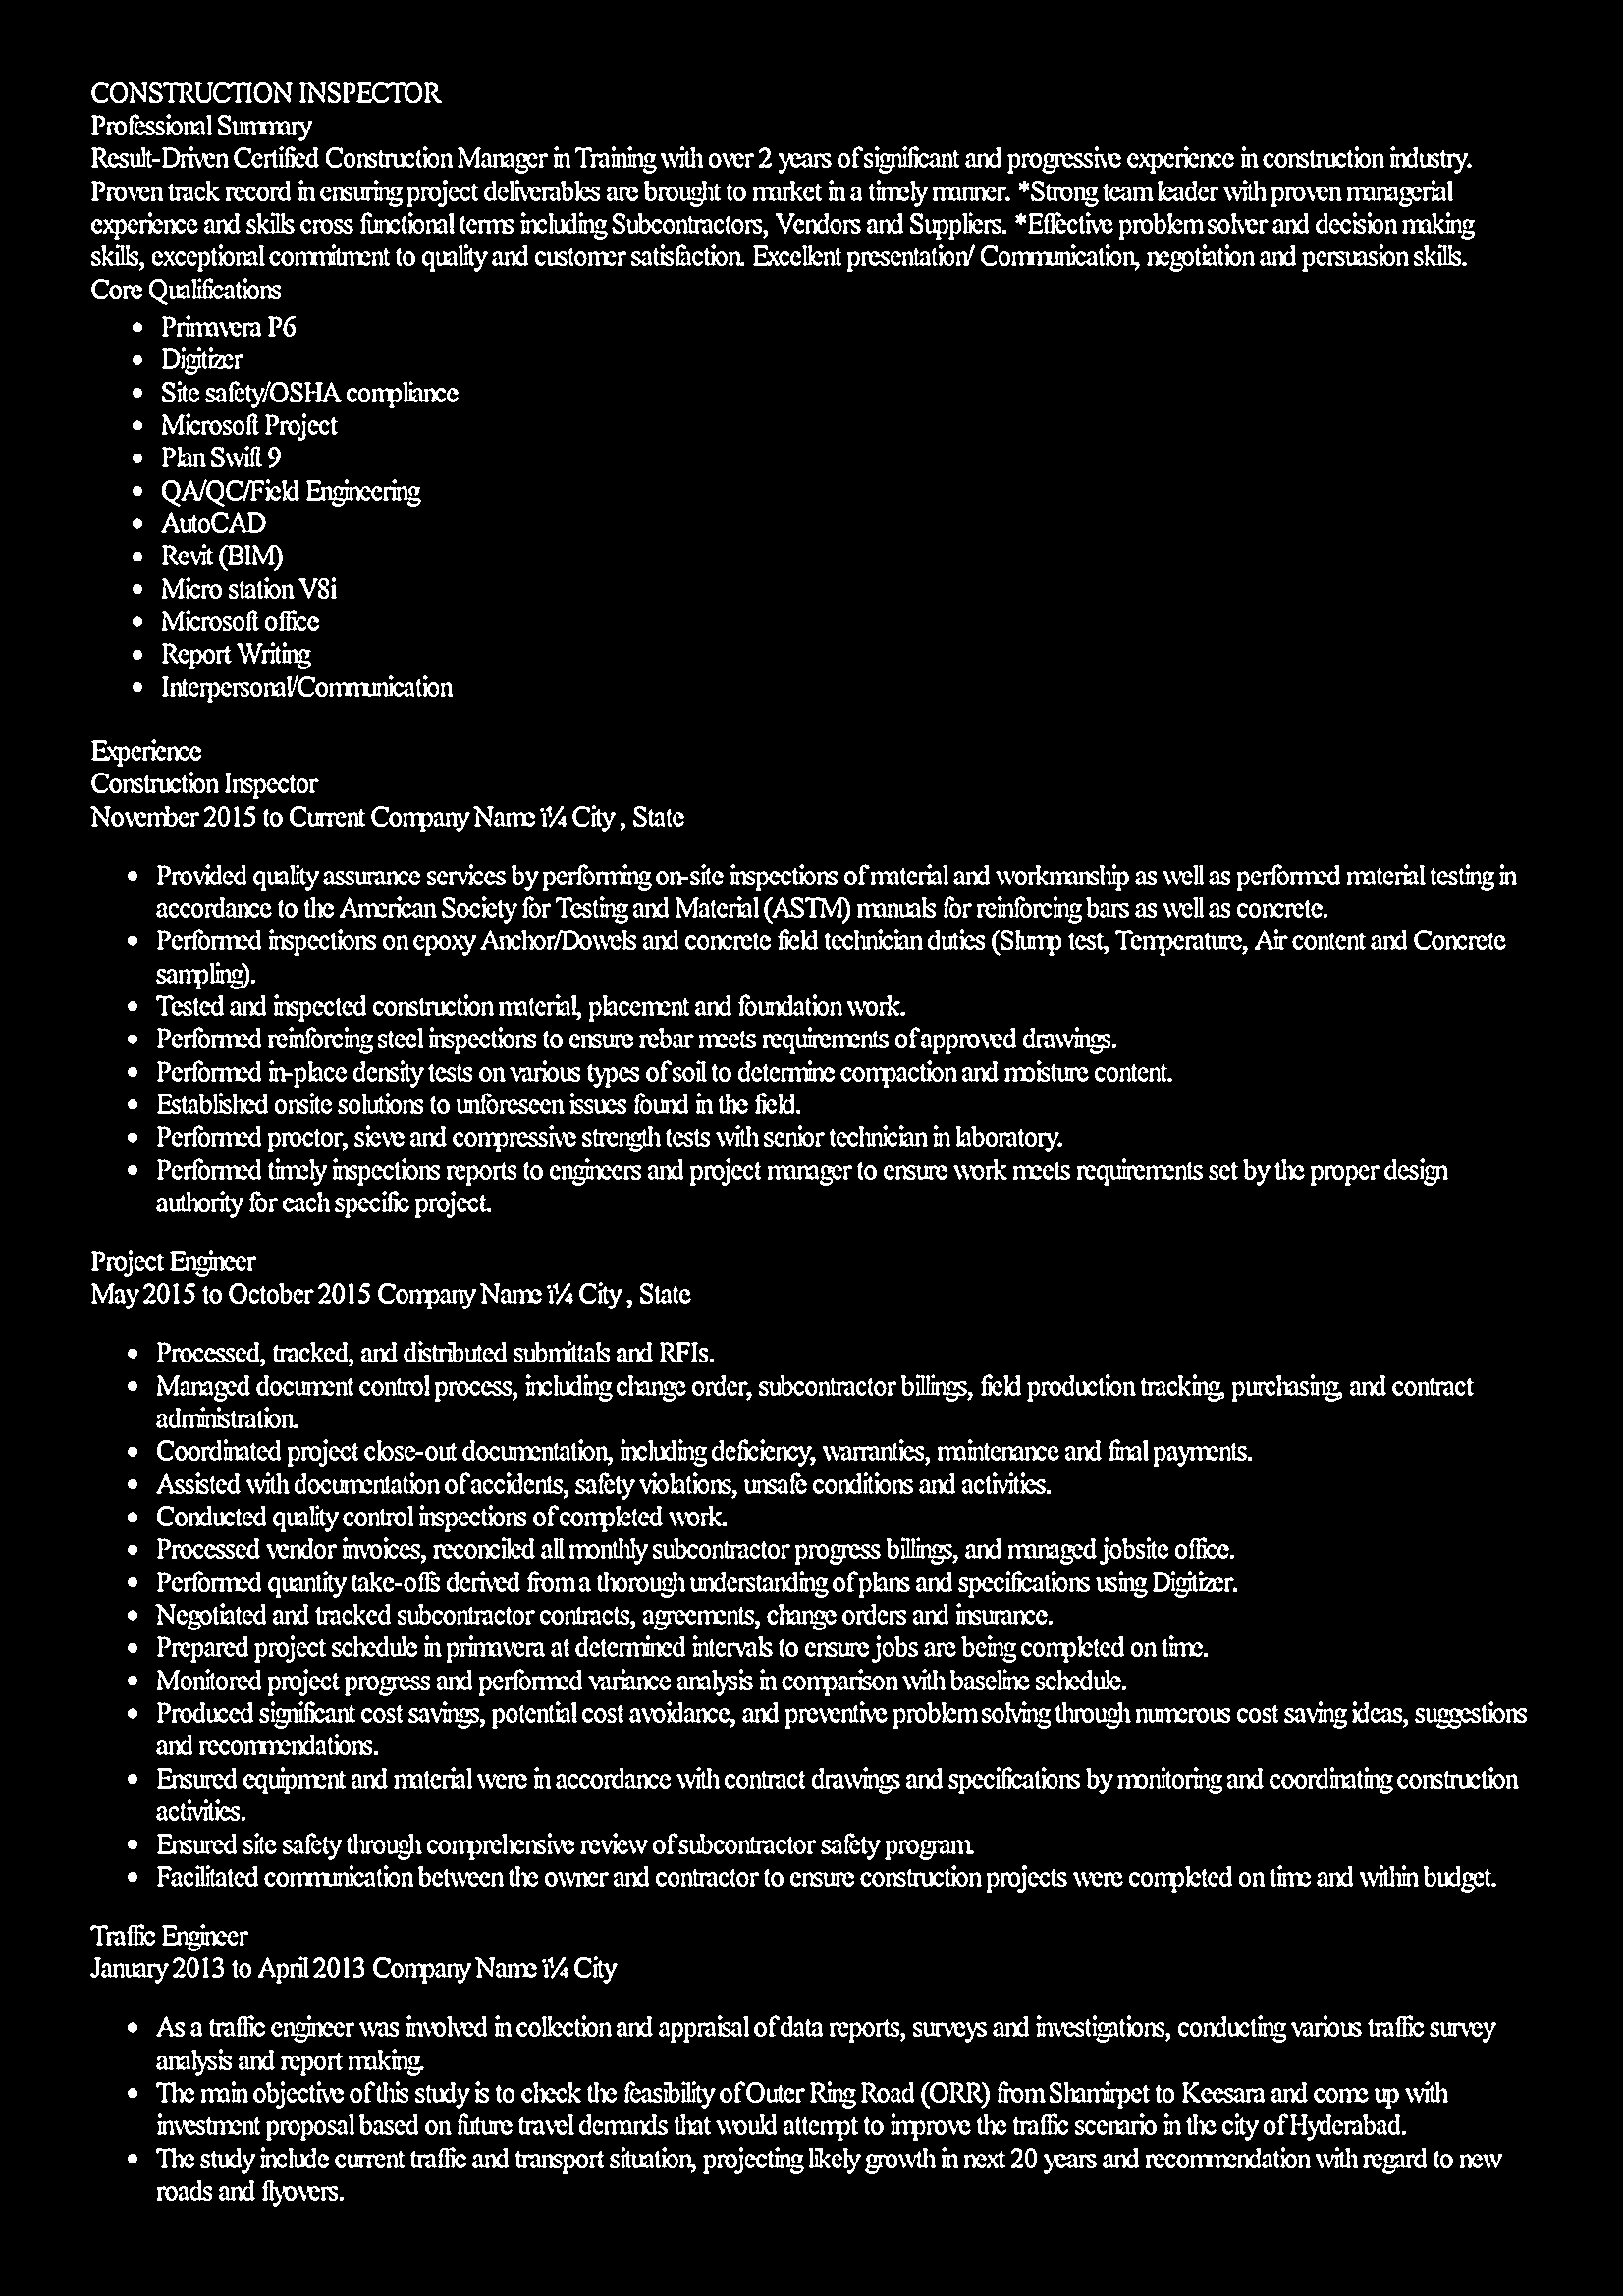 CONSTRUCTION INSPECTOR
Professional Summary
Result-Driven Certified Construction Manager in Training with over 2 years of significant and progressive experience in construction industry.
Proven track record in ensuring project deliverables are brought to market in a timely manner. *Strong team leader with proven managerial
experience and skills cross functional terms including Subcontractors, Vendors and Suppliers. *Effective problem solver and decision making
skills, exceptional commitment to quality and customer satisfaction. Excellent presentation/ Communication, negotiation and persuasion skills.
Core Qualifications
• Primavera P6
• Digitizer
• Site safety/OSHA compliance
• Microsoft Project
• Plan Swift 9
• QA/QC/Field Engineering
• AutoCAD
• Revit (BIM)
• Micro station V8i
• Microsoft office
• Report Writing
• Interpersonal/Communication
Experience
Construction Inspector
November 2015 to Current Company Name ï¼ City , State
• Provided quality assurance services by performing on-site inspections of material and workmanship as well as performed material testing in
accordance to the American Society for Testing and Material (ASTM) manuals for reinforcing bars as well as concrete.
• Performed inspections on epoxy Anchor/Dowels and concrete field technician duties (Slump test, Temperature, Air content and Concrete
sampling).
• Tested and inspected construction material, placement and foundation work.
• Performed reinforcing steel inspections to ensure rebar meets requirements of approved drawings.
• Performed in-place density tests on various types of soil to determine compaction and moisture content.
• Established onsite solutions to unforeseen issues found in the field.
• Performed proctor, sieve and compressive strength tests with senior technician in laboratory.
• Performed timely inspections reports to engineers and project manager to ensure work meets requirements set by the proper design
authority for each specific project.
Project Engineer
May 2015 to October 2015 Company Name ï¼ City , State
• Processed, tracked, and distributed submittals and RFIs.
• Managed document control process, including change order, subcontractor billings, field production tracking, purchasing, and contract
administration.
• Coordinated project close-out documentation, including deficiency, warranties, maintenance and final payments.
• Assisted with documentation of accidents, safety violations, unsafe conditions and activities.
• Conducted quality control inspections of completed work.
• Processed vendor invoices, reconciled all monthly subcontractor progress billings, and managed jobsite office.
• Performed quantity take-offs derived from a thorough understanding of plans and specifications using Digitizer.
• Negotiated and tracked subcontractor contracts, agreements, change orders and insurance.
• Prepared project schedule in primavera at determined intervals to ensure jobs are being completed on time.
• Monitored project progress and performed variance analysis in comparison with baseline schedule.
• Produced significant cost savings, potential cost avoidance, and preventive problem solving through numerous cost saving ideas, suggestions
and recommendations.
• Ensured equipment and material were in accordance with contract drawings and specifications by monitoring and coordinating construction
activities.
• Ensured site safety through comprehensive review of subcontractor safety program.
• Facilitated communication between the owner and contractor to ensure construction projects were completed on time and within budget.
Traffic Engineer
January 2013 to April 2013 Company Name ï¼ City
• As a traffic engineer was involved in collection and appraisal of data reports, surveys and investigations, conducting various traffic survey
analysis and report making.
• The main objective of this study is to check the feasibility of Outer Ring Road (ORR) from Shamirpet to Keesara and come up with
investment proposal based on future travel demands that would attempt to improve the traffic scenario in the city of Hyderabad.
• The study include current traffic and transport situation, projecting likely growth in next 20 years and recommendation with regard to new
roads and flyovers.